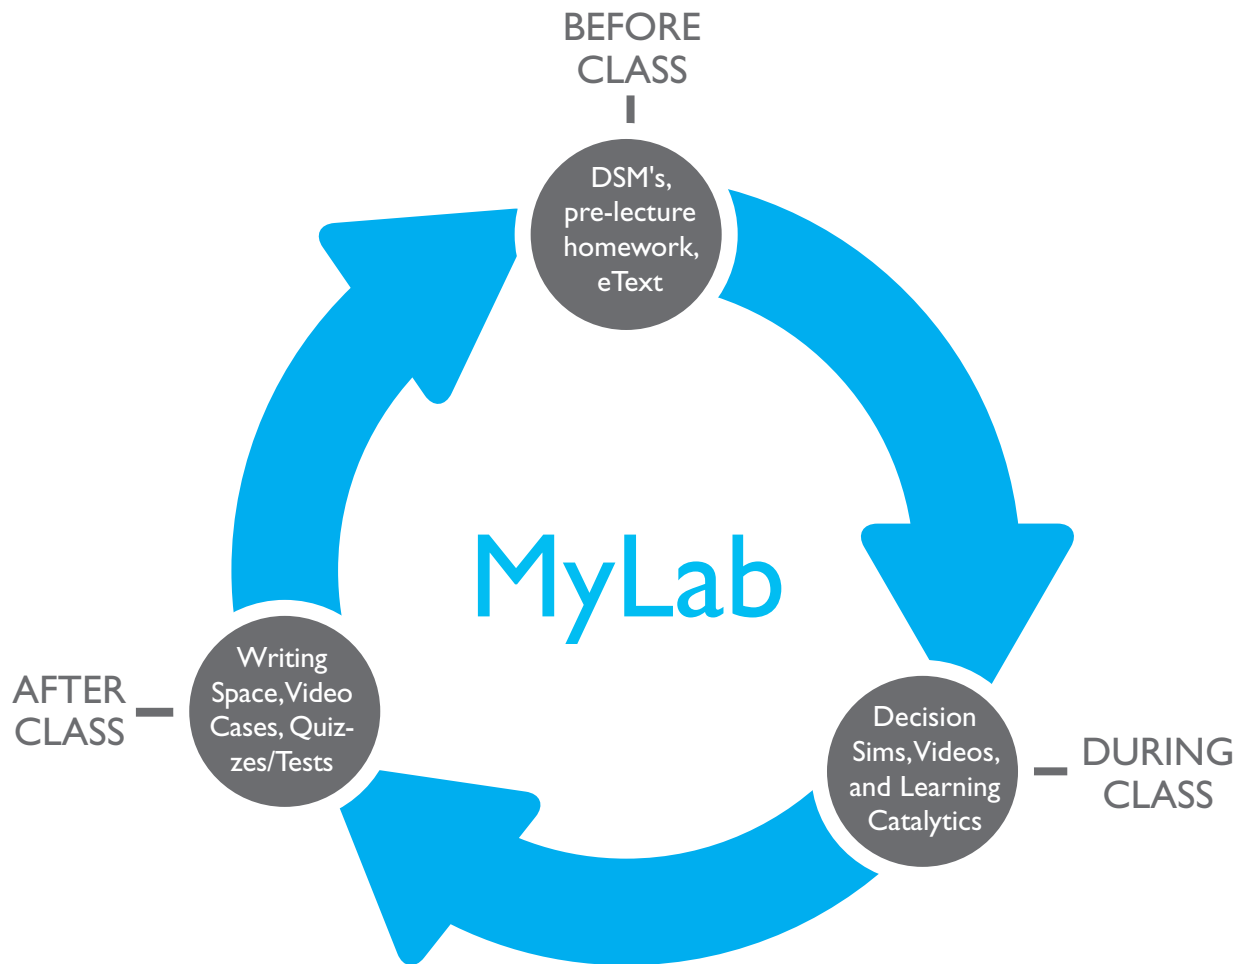 BEFORE
CLASS
DSM's,
pre-lecture
homework,
eText
MyLab
AFTER
CLASS
Writing
Space, Video
Cases, Quiz-
zes/Tests
Decision
Sims, Videos,
and Learning
Catalytics
DURING
CLASS